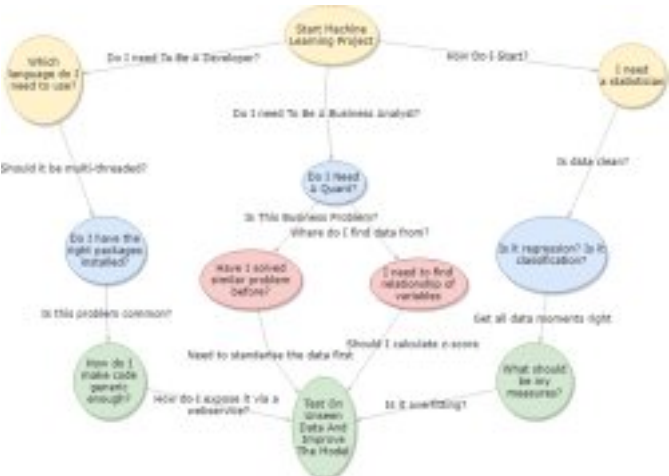 Start Machine
Learning Project
Which
language do I
need to use?
Do I need To Be A Developer?
How Do I Start?
I need
a statistician
Do I need To Be A Business Analyst?
Should it be multi-threaded?
Is data clean?
Do I Need
A Quant?
Is This Business Problem?
Where do I find data from?
Do I have the
right packages
installed?
Is it regression? Is it
classification?
Have I solved
similar problem
before?
I need to find
relationship of
variables
Is this problem common?
Get all data moments right
Need to standarise the data first
Should I calculate z-score
How do I
make code
generic
enough?
What should
be my
measures?
How do I expose it via a
webservice?
Is it overfitting?
Test On
Unseen
Data And
Improve
The Model